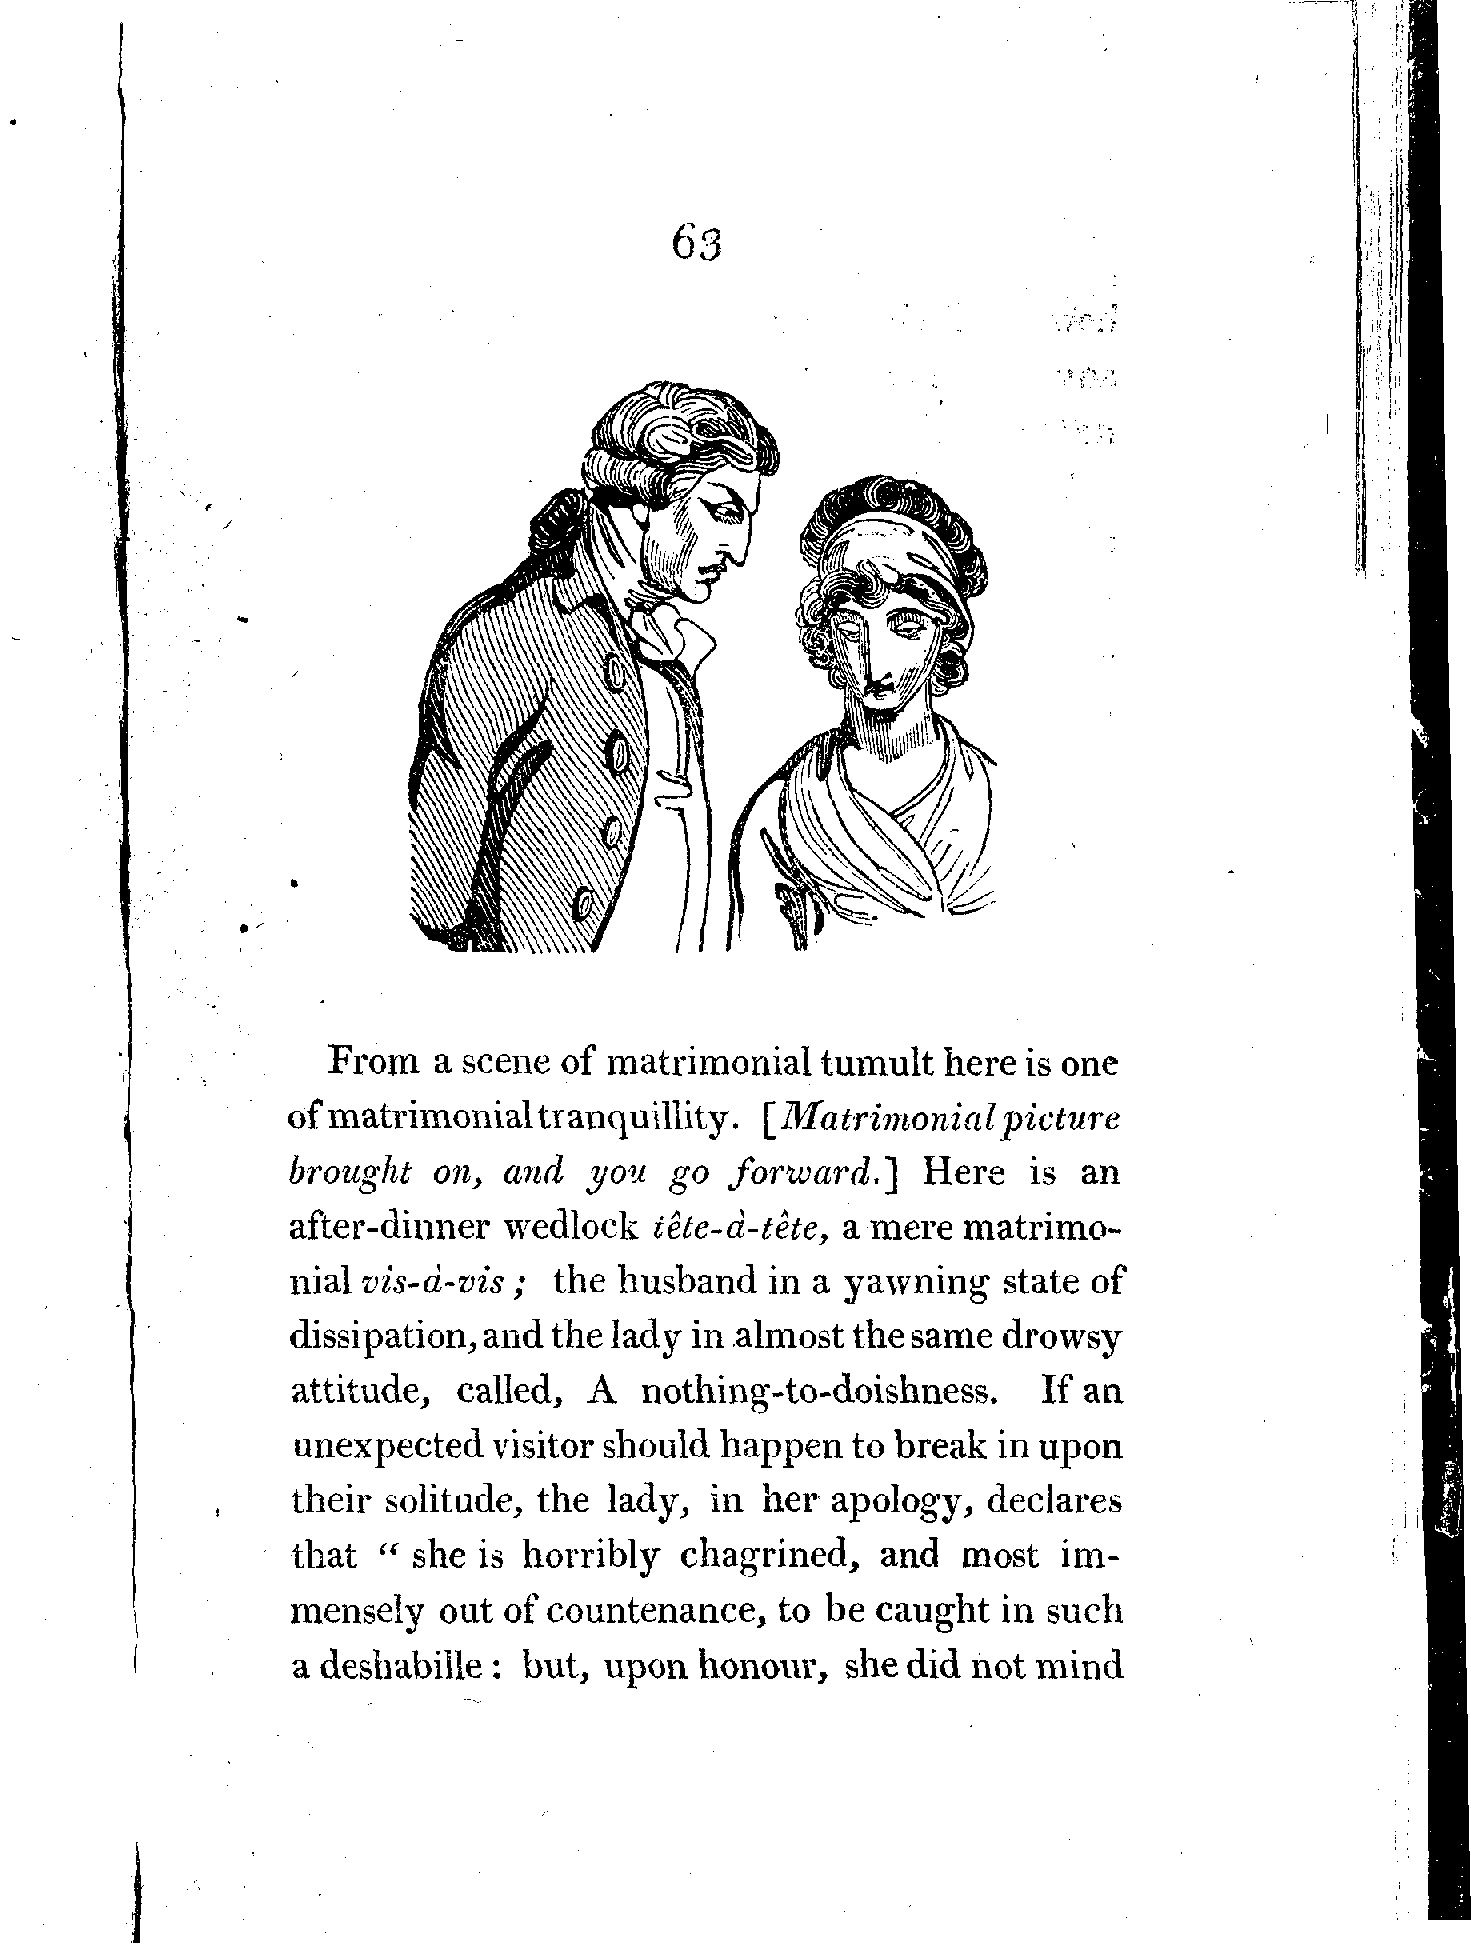 63
From a scene of matrimonial tumult here is one
of matrimonial tranquillity. [Matrimonial picture
brought on, and you go forward.] Here is an
after-dinner wedlock tête-à-tête, a mere matrimo-
nial vis-à-vis; the husband in a yawning state of
dissipation, and the lady in almost the same drowsy
attitude, called, A nothing-to-doishness. If an
unexpected visitor should happen to break in upon
their solitude, the lady, in her apology, declares
that “ she is horribly chagrined, and most im-
mensely out of countenance, to be caught in such
a deshabille: but, upon honour, she did not mind